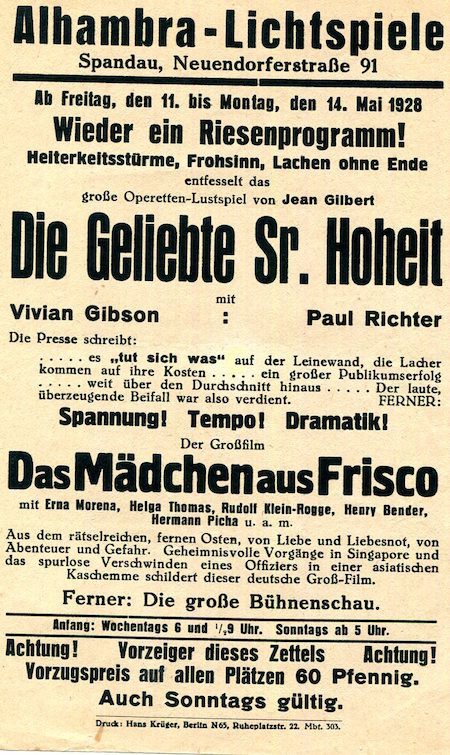 Alhambra-Lichtspiele
Spandau, Neuendorferstraße 91
Ab Freitag, den 11. bis Montag, den 14. Mai 1928
Wieder ein Riesenprogramm!
Heiterkeitsstürme, Frohsinn, Lachen ohne Ende
entfesselt das
große Operetten-Lustspiel von Jean Gilbert
Die Geliebte Sr. Hoheit
mit
Vivian Gibson : Paul Richter
Die Presse schreibt:
. . . . . es „tut sich was“ auf der Leinewand, die Lacher
kommen auf ihre Kosten . . . . . ein großer Publikumserfolg
. . . . . weit über den Durchschnitt hinaus . . . . . Der laute,
überzeugende Beifall war also verdient. FERNER:
Spannung! Tempo! Dramatik!
Der Großfilm
Das Mädchen aus Frisco
mit Erna Morena, Helga Thomas, Rudolf Klein-Rogge, Henry Bender,
Hermann Picha u. a. m.
Aus dem rätselreichen, fernen Osten, von Liebe und Liebesnot, von
Abenteuer und Gefahr. Geheimnisvolle Vorgänge in Singapore und
das spurlose Verschwinden eines Offiziers in einer asiatischen
Kaschemme schildert dieser deutsche Groß-Film.
Ferner: Die große Bühnenschau.
Anfang: Wochentags 6 und ½9 Uhr. Sonntags ab 5 Uhr.
Achtung! Vorzeiger dieses Zettels Achtung!
Vorzugspreis auf allen Plätzen 60 Pfennig.
Auch Sonntags gültig.
Druck: Hans Krüger, Berlin N65, Ruheplatzstr. 22. Mbt. 303.